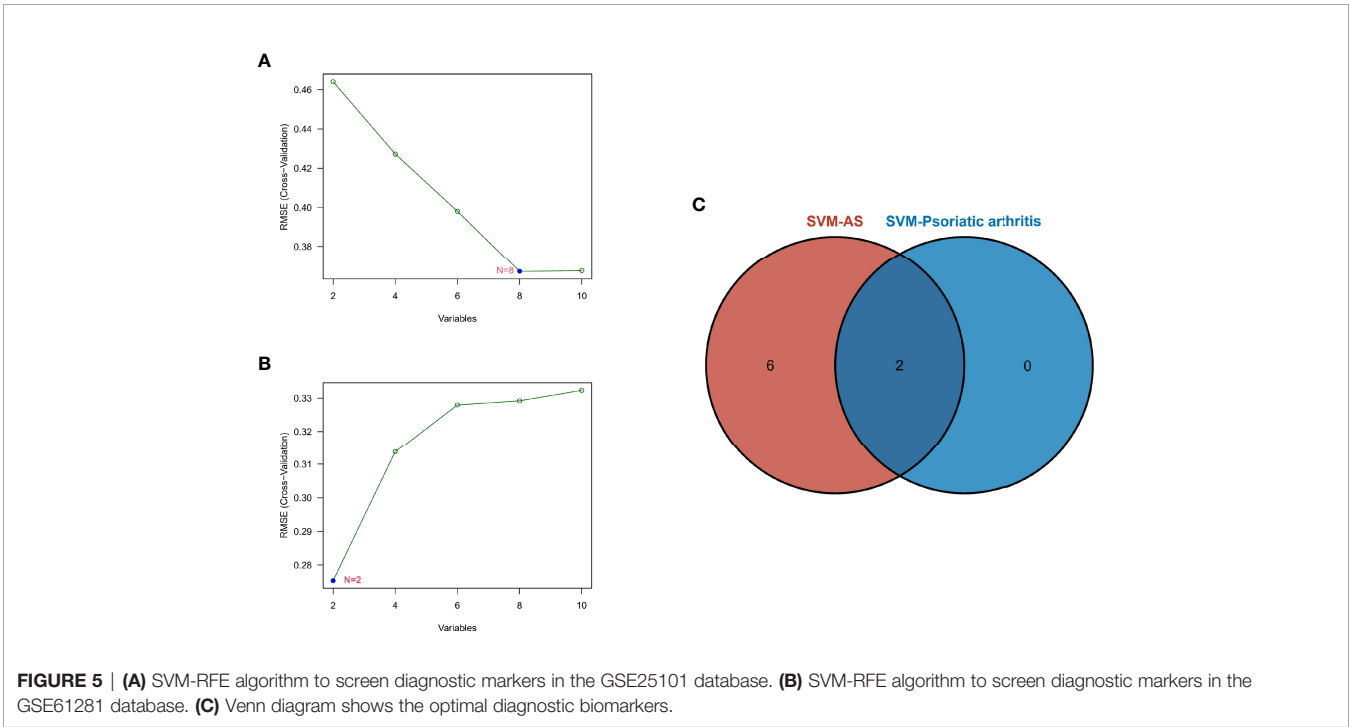 A
RMSE (Cross−Validation)
0.46
0.44
0.42
0.40
0.38
N=8
2 4 6 8 10
Variables
B
RMSE (Cross−Validation)
0.33
0.32
0.31
0.30
0.29
0.28
N=2
2 4 6 8 10
Variables
C
SVM-AS SVM-Psoriatic arthritis
6 2 0
FIGURE 5 | (A) SVM-RFE algorithm to screen diagnostic markers in the GSE25101 database. (B) SVM-RFE algorithm to screen diagnostic markers in the
GSE61281 database. (C) Venn diagram shows the optimal diagnostic biomarkers.